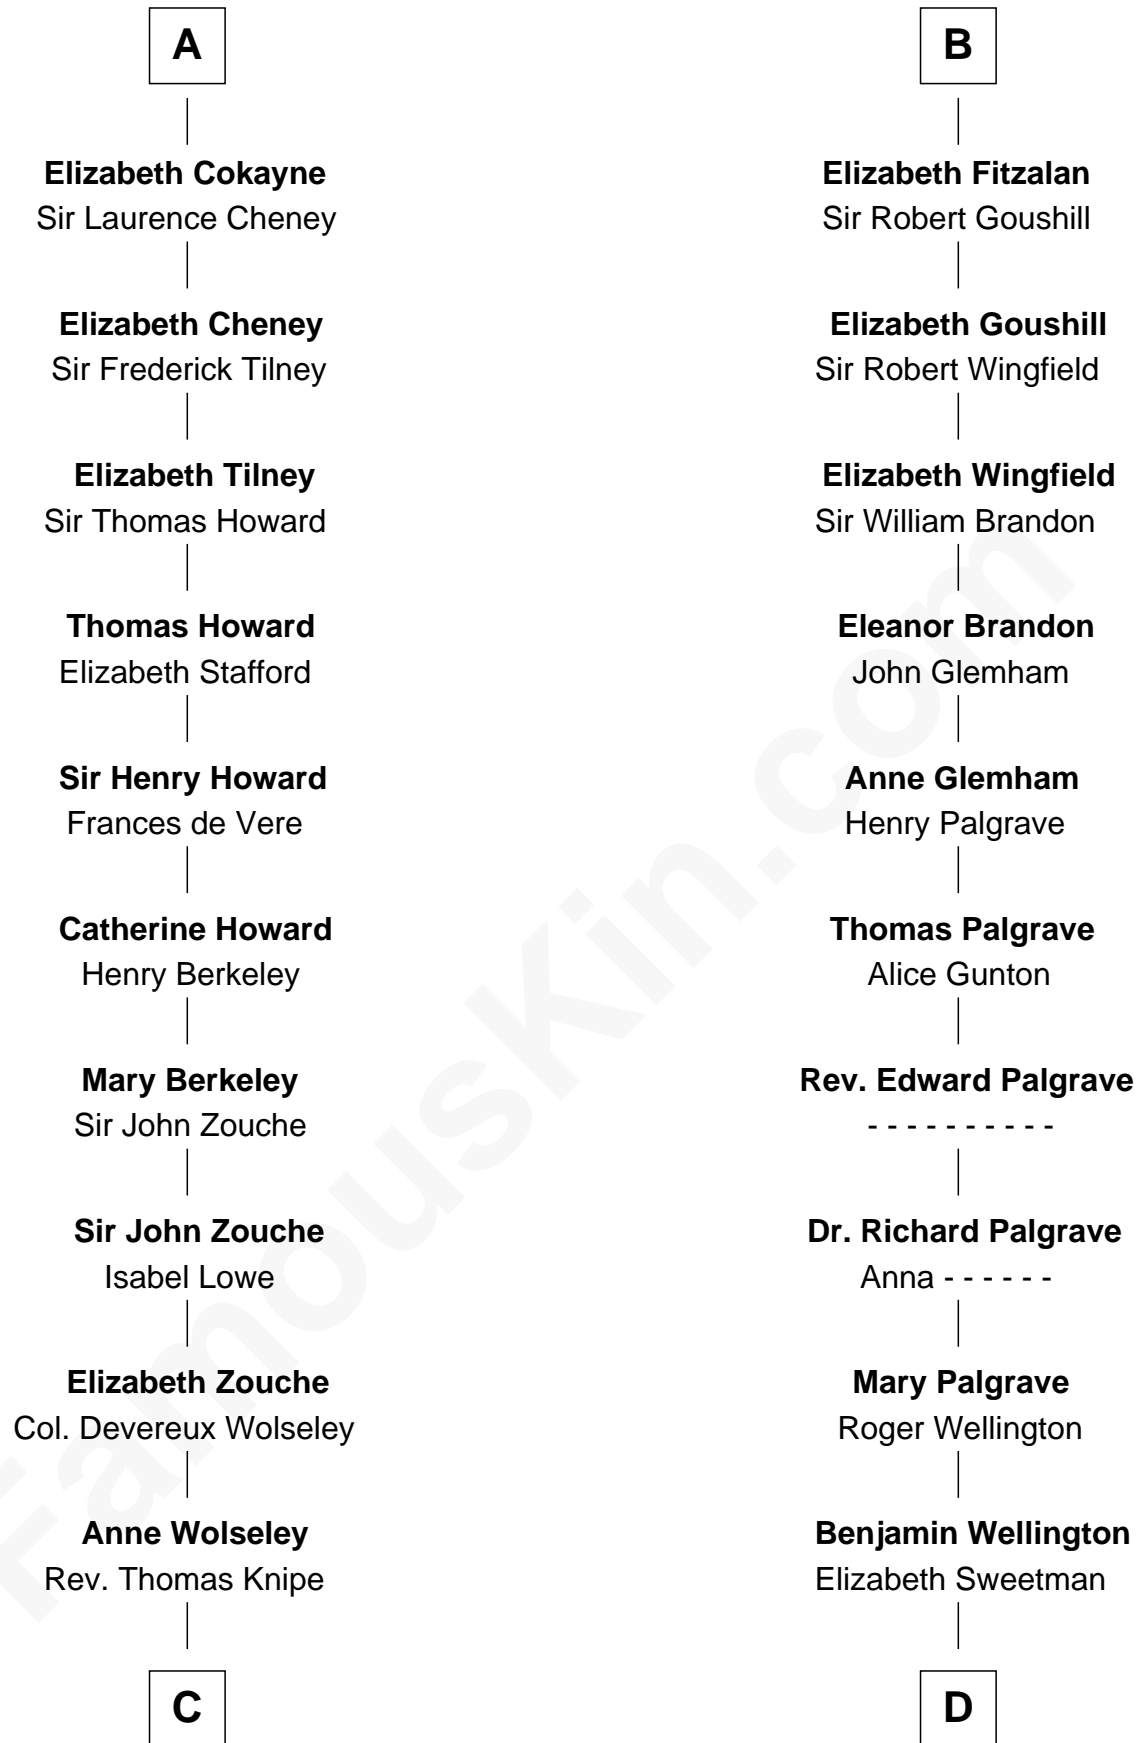 A
Elizabeth Cokayne
Sir Laurence Cheney
Elizabeth Cheney
Sir Frederick Tilney
Elizabeth Tilney
Sir Thomas Howard
Thomas Howard
Elizabeth Stafford
Sir Henry Howard
Frances de Vere
Catherine Howard
Henry Berkeley
Mary Berkeley
Sir John Zouche
Sir John Zouche
Isabel Lowe
Elizabeth Zouche
Col. Devereux Wolseley
Anne Wolseley
Rev. Thomas Knipe
C
B
Elizabeth Fitzalan
Sir Robert Goushill
Elizabeth Goushill
Sir Robert Wingfield
Elizabeth Wingfield
Sir William Brandon
Eleanor Brandon
John Glemham
Anne Glemham
Henry Palgrave
Thomas Palgrave
Alice Gunton
Rev. Edward Palgrave
- - - - - - - - - -
Dr. Richard Palgrave
Anna - - - - - -
Mary Palgrave
Roger Wellington
Benjamin Wellington
Elizabeth Sweetman
D
FamousKin.com